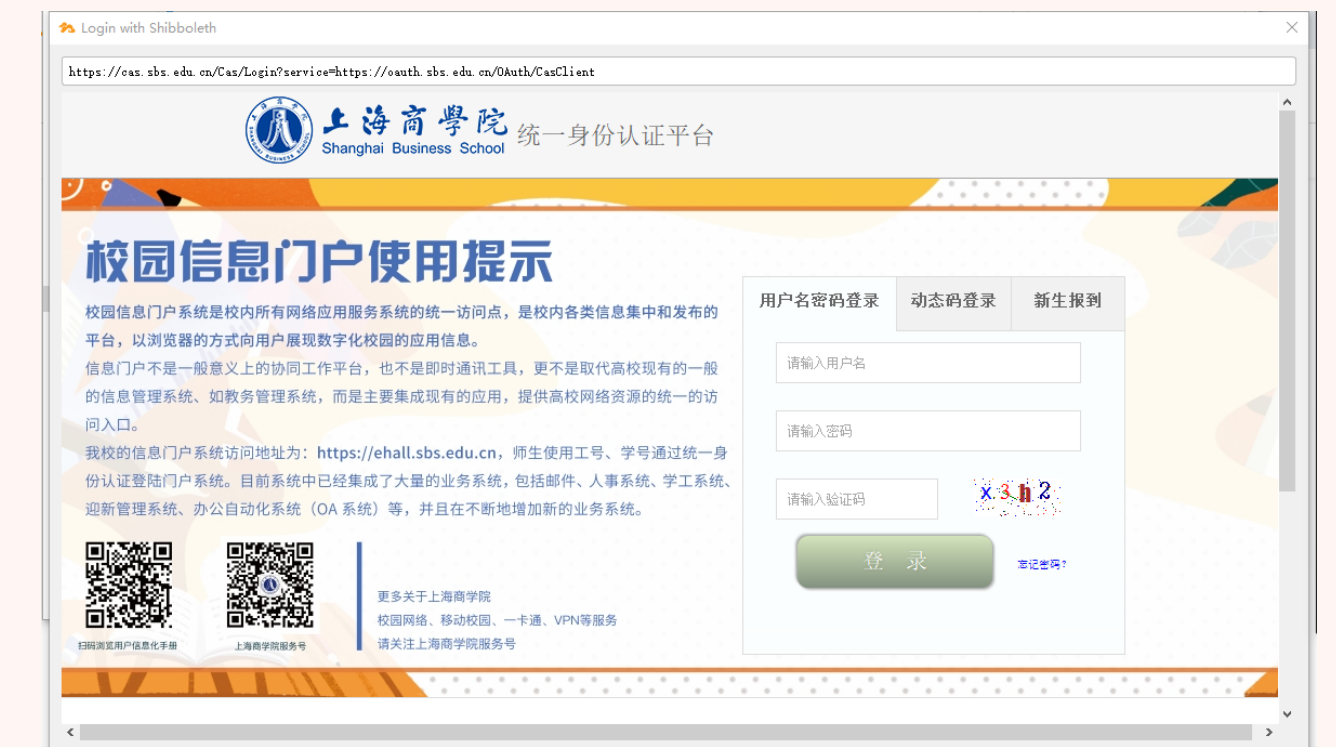 Login with Shibboleth
https://cas.sbs.edu.cn/Cas/Login?service=https://oauth.sbs.edu.cn/OAuth/CasClient
上海商學院 统一身份认证平台
Shanghai Business School
校园信息门户使用提示
校园信息门户系统是校内所有网络应用服务系统的统一访问点，是校内各类信息集中和发布的
平台，以浏览器的方式向用户展现数字化校园的应用信息。
信息门户不是一般意义上的协同工作平台，也不是即时通讯工具，更不是取代高校现有的一般
的信息管理系统、如教务管理系统，而是主要集成现有的应用，提供高校网络资源的统一的访
问入口。
我校的信息门户系统访问地址为：https://ehall.sbs.edu.cn，师生使用工号、学号通过统一身
份认证登陆门户系统。目前系统中已经集成了大量的业务系统，包括邮件、人事系统、学工系统、
迎新管理系统、办公自动化系统（OA 系统）等，并且在不断地增加新的业务系统。
扫码浏览用户信息化手册
上海商学院服务号
更多关于上海商学院
校园网络、移动校园、一卡通、VPN等服务
请关注上海商学院服务号
用户名密码登录 动态码登录 新生报到
请输入用户名
请输入密码
请输入验证码 x3h2
登 录 忘记密码?